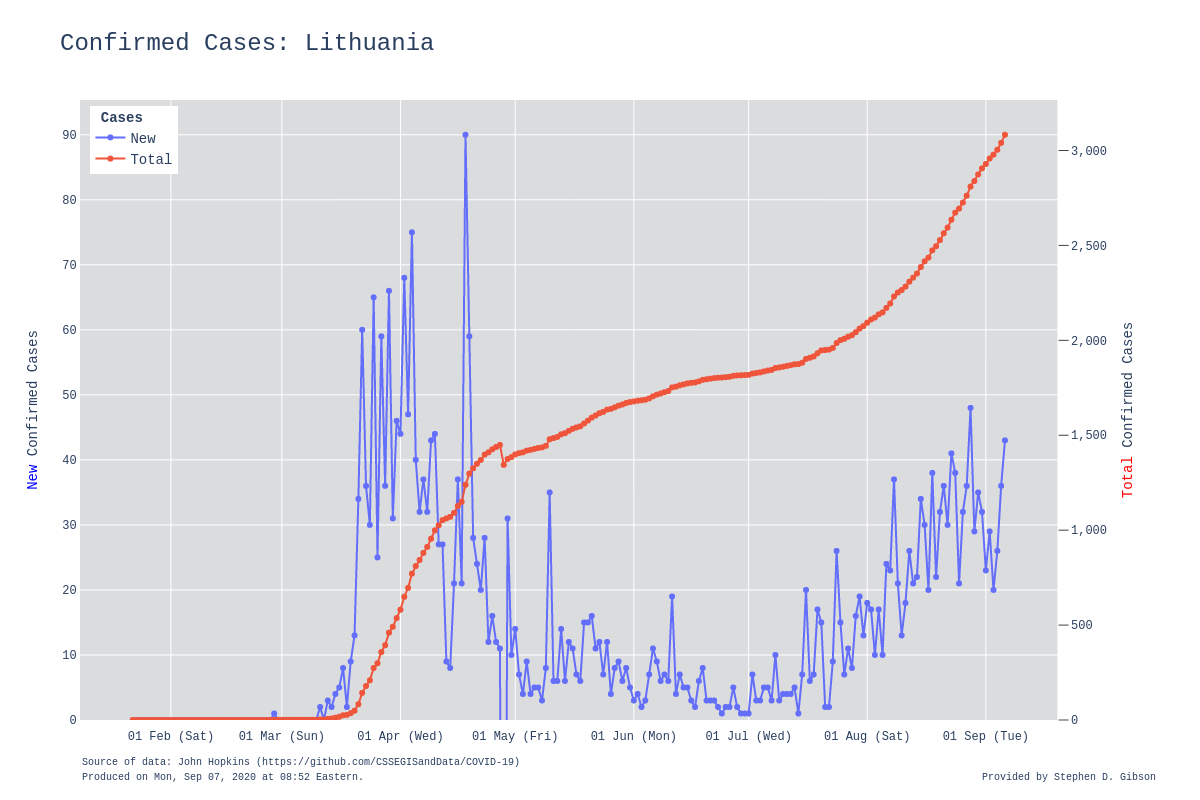 Confirmed Cases: Lithuania
Cases
New
Total
90
80
70
60
50
40
30
20
10
0
3,000
2,500
2,000
1,500
1,000
500
0
New Confirmed Cases
Total Confirmed Cases
01 Feb (Sat) 01 Mar (Sun) 01 Apr (Wed) 01 May (Fri) 01 Jun (Mon) 01 Jul (Wed) 01 Aug (Sat) 01 Sep (Tue)
Source of data: John Hopkins (https://github.com/CSSEGISandData/COVID-19)
Produced on Mon, Sep 07, 2020 at 08:52 Eastern.
Provided by Stephen D. Gibson